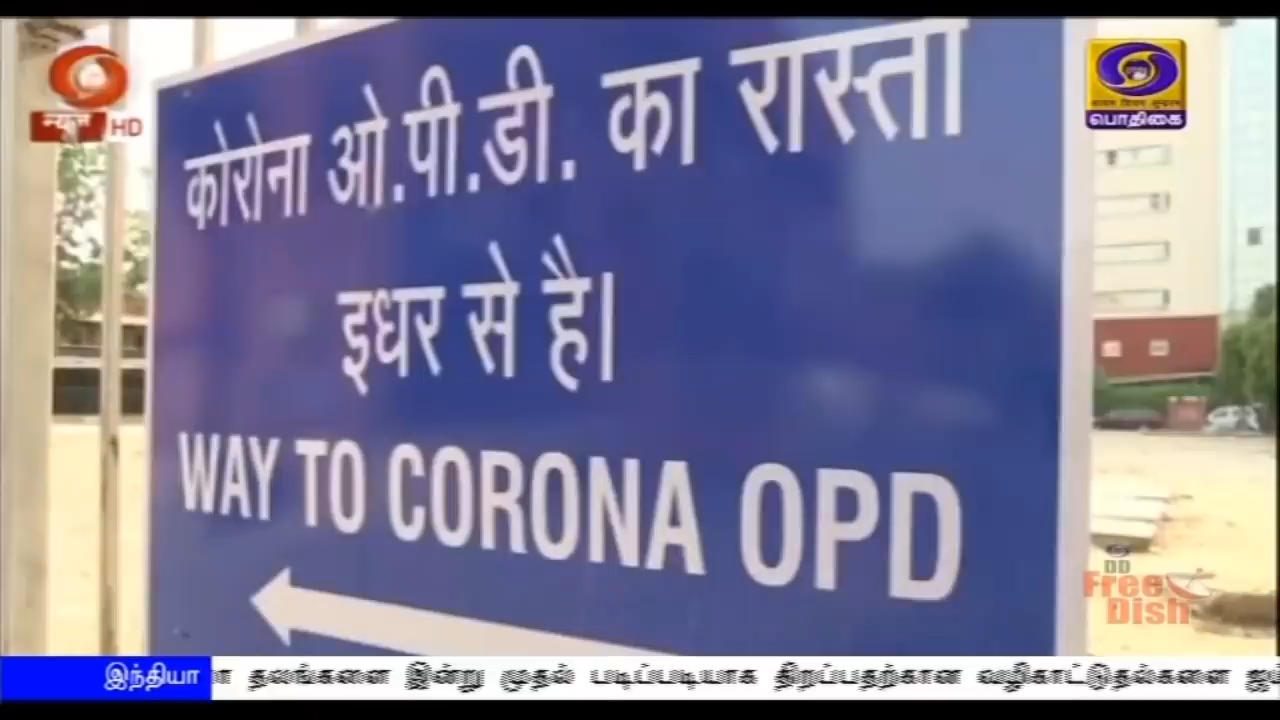 न्यूज़ HD
பொதிகை
कोरोना ओ.पी.डी. का रास्ता
इधर से है।
WAY TO CORONA OPD
DD
Free
Dish
இந்தியா
தலங்களை இன்று முதல் படிப்படியாக திறப்பதற்கான வழிகாட்டுதல்களை